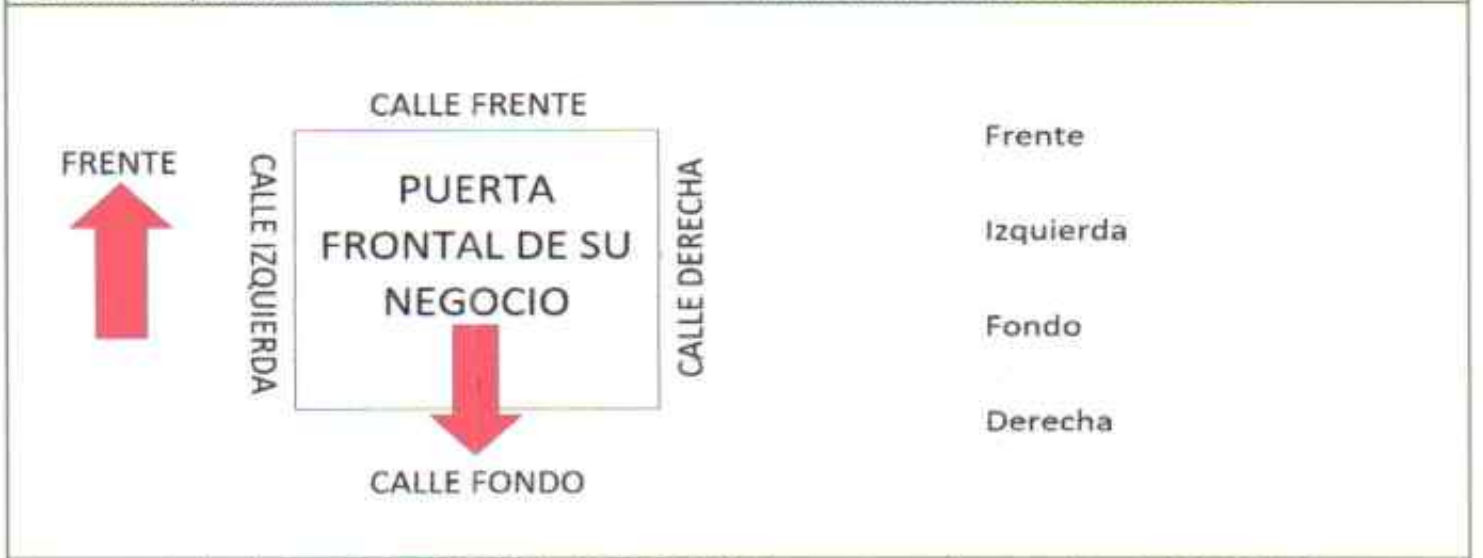 CALLE FRENTE
FRENTE
CALLE IZQUIERDA
PUERTA
FRONTAL DE SU
NEGOCIO
CALLE DERECHA
CALLE FONDO
Frente
Izquierda
Fondo
Derecha